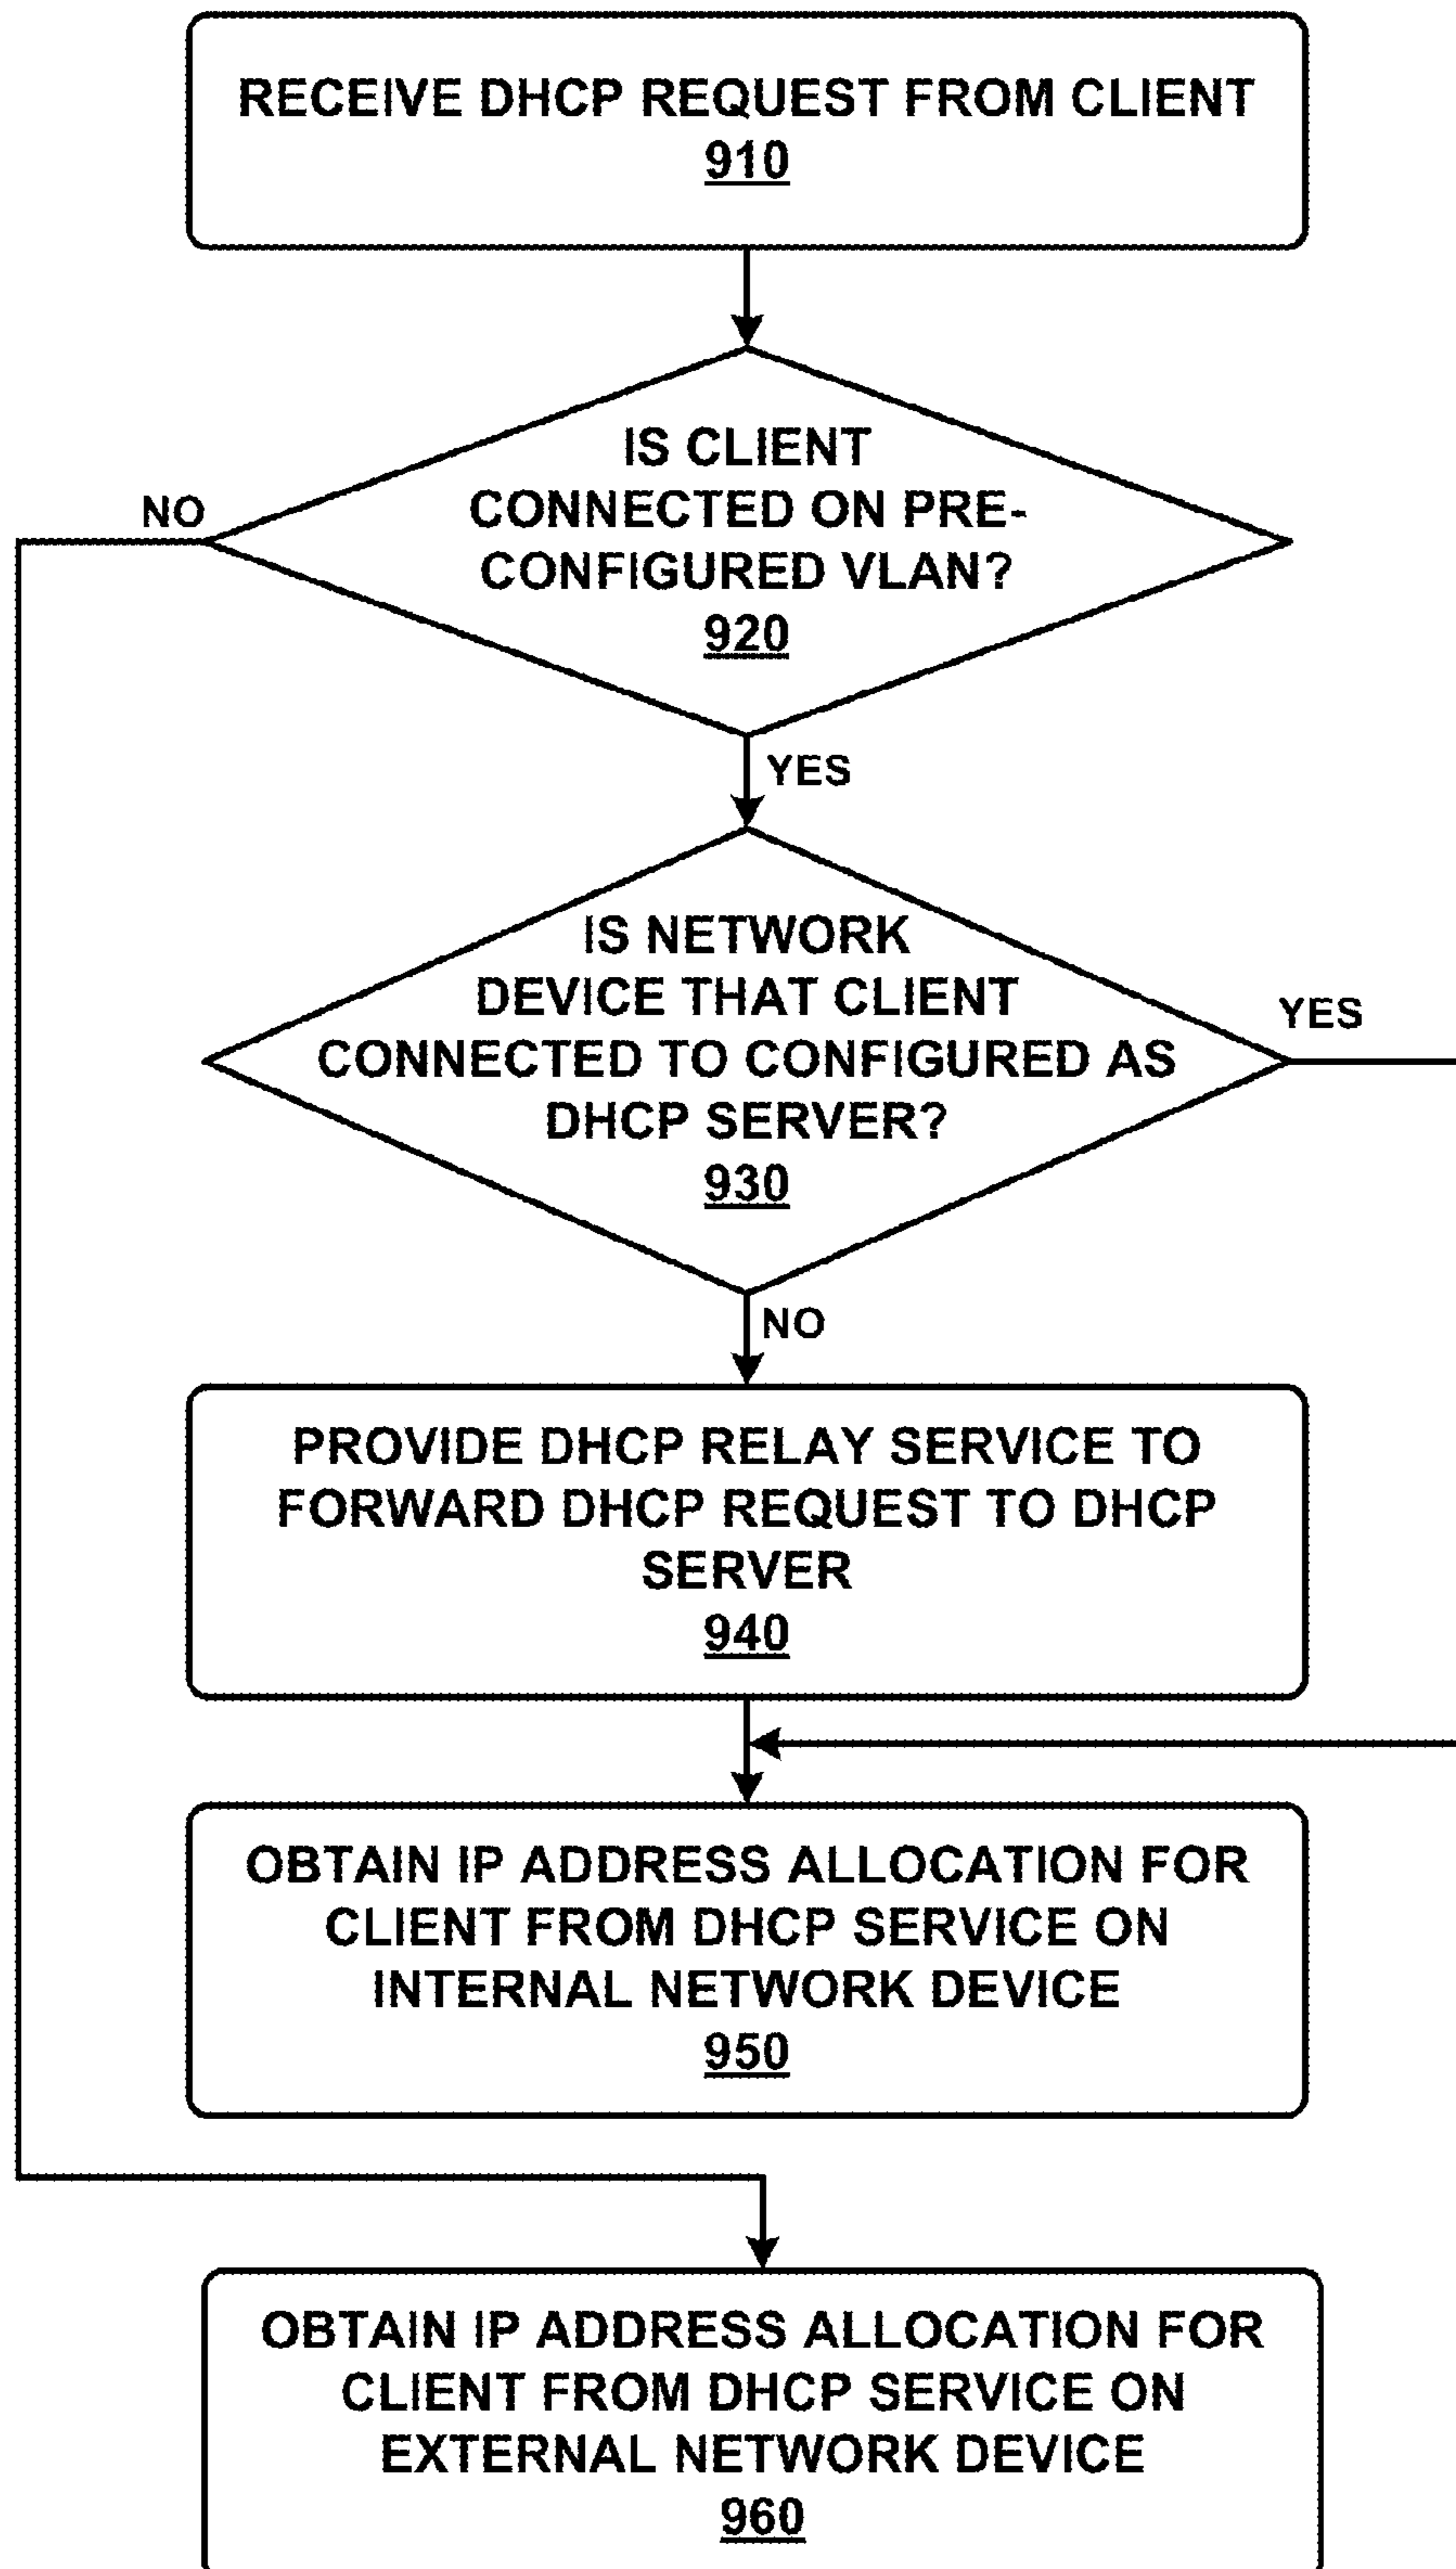 RECEIVE DHCP REQUEST FROM CLIENT
910
IS CLIENT
CONNECTED ON PRE-
CONFIGURED VLAN?
920
NO
YES
IS NETWORK
DEVICE THAT CLIENT
CONNECTED TO CONFIGURED AS
DHCP SERVER?
930
YES
NO
PROVIDE DHCP RELAY SERVICE TO
FORWARD DHCP REQUEST TO DHCP
SERVER
940
OBTAIN IP ADDRESS ALLOCATION FOR
CLIENT FROM DHCP SERVICE ON
INTERNAL NETWORK DEVICE
950
OBTAIN IP ADDRESS ALLOCATION FOR
CLIENT FROM DHCP SERVICE ON
EXTERNAL NETWORK DEVICE
960